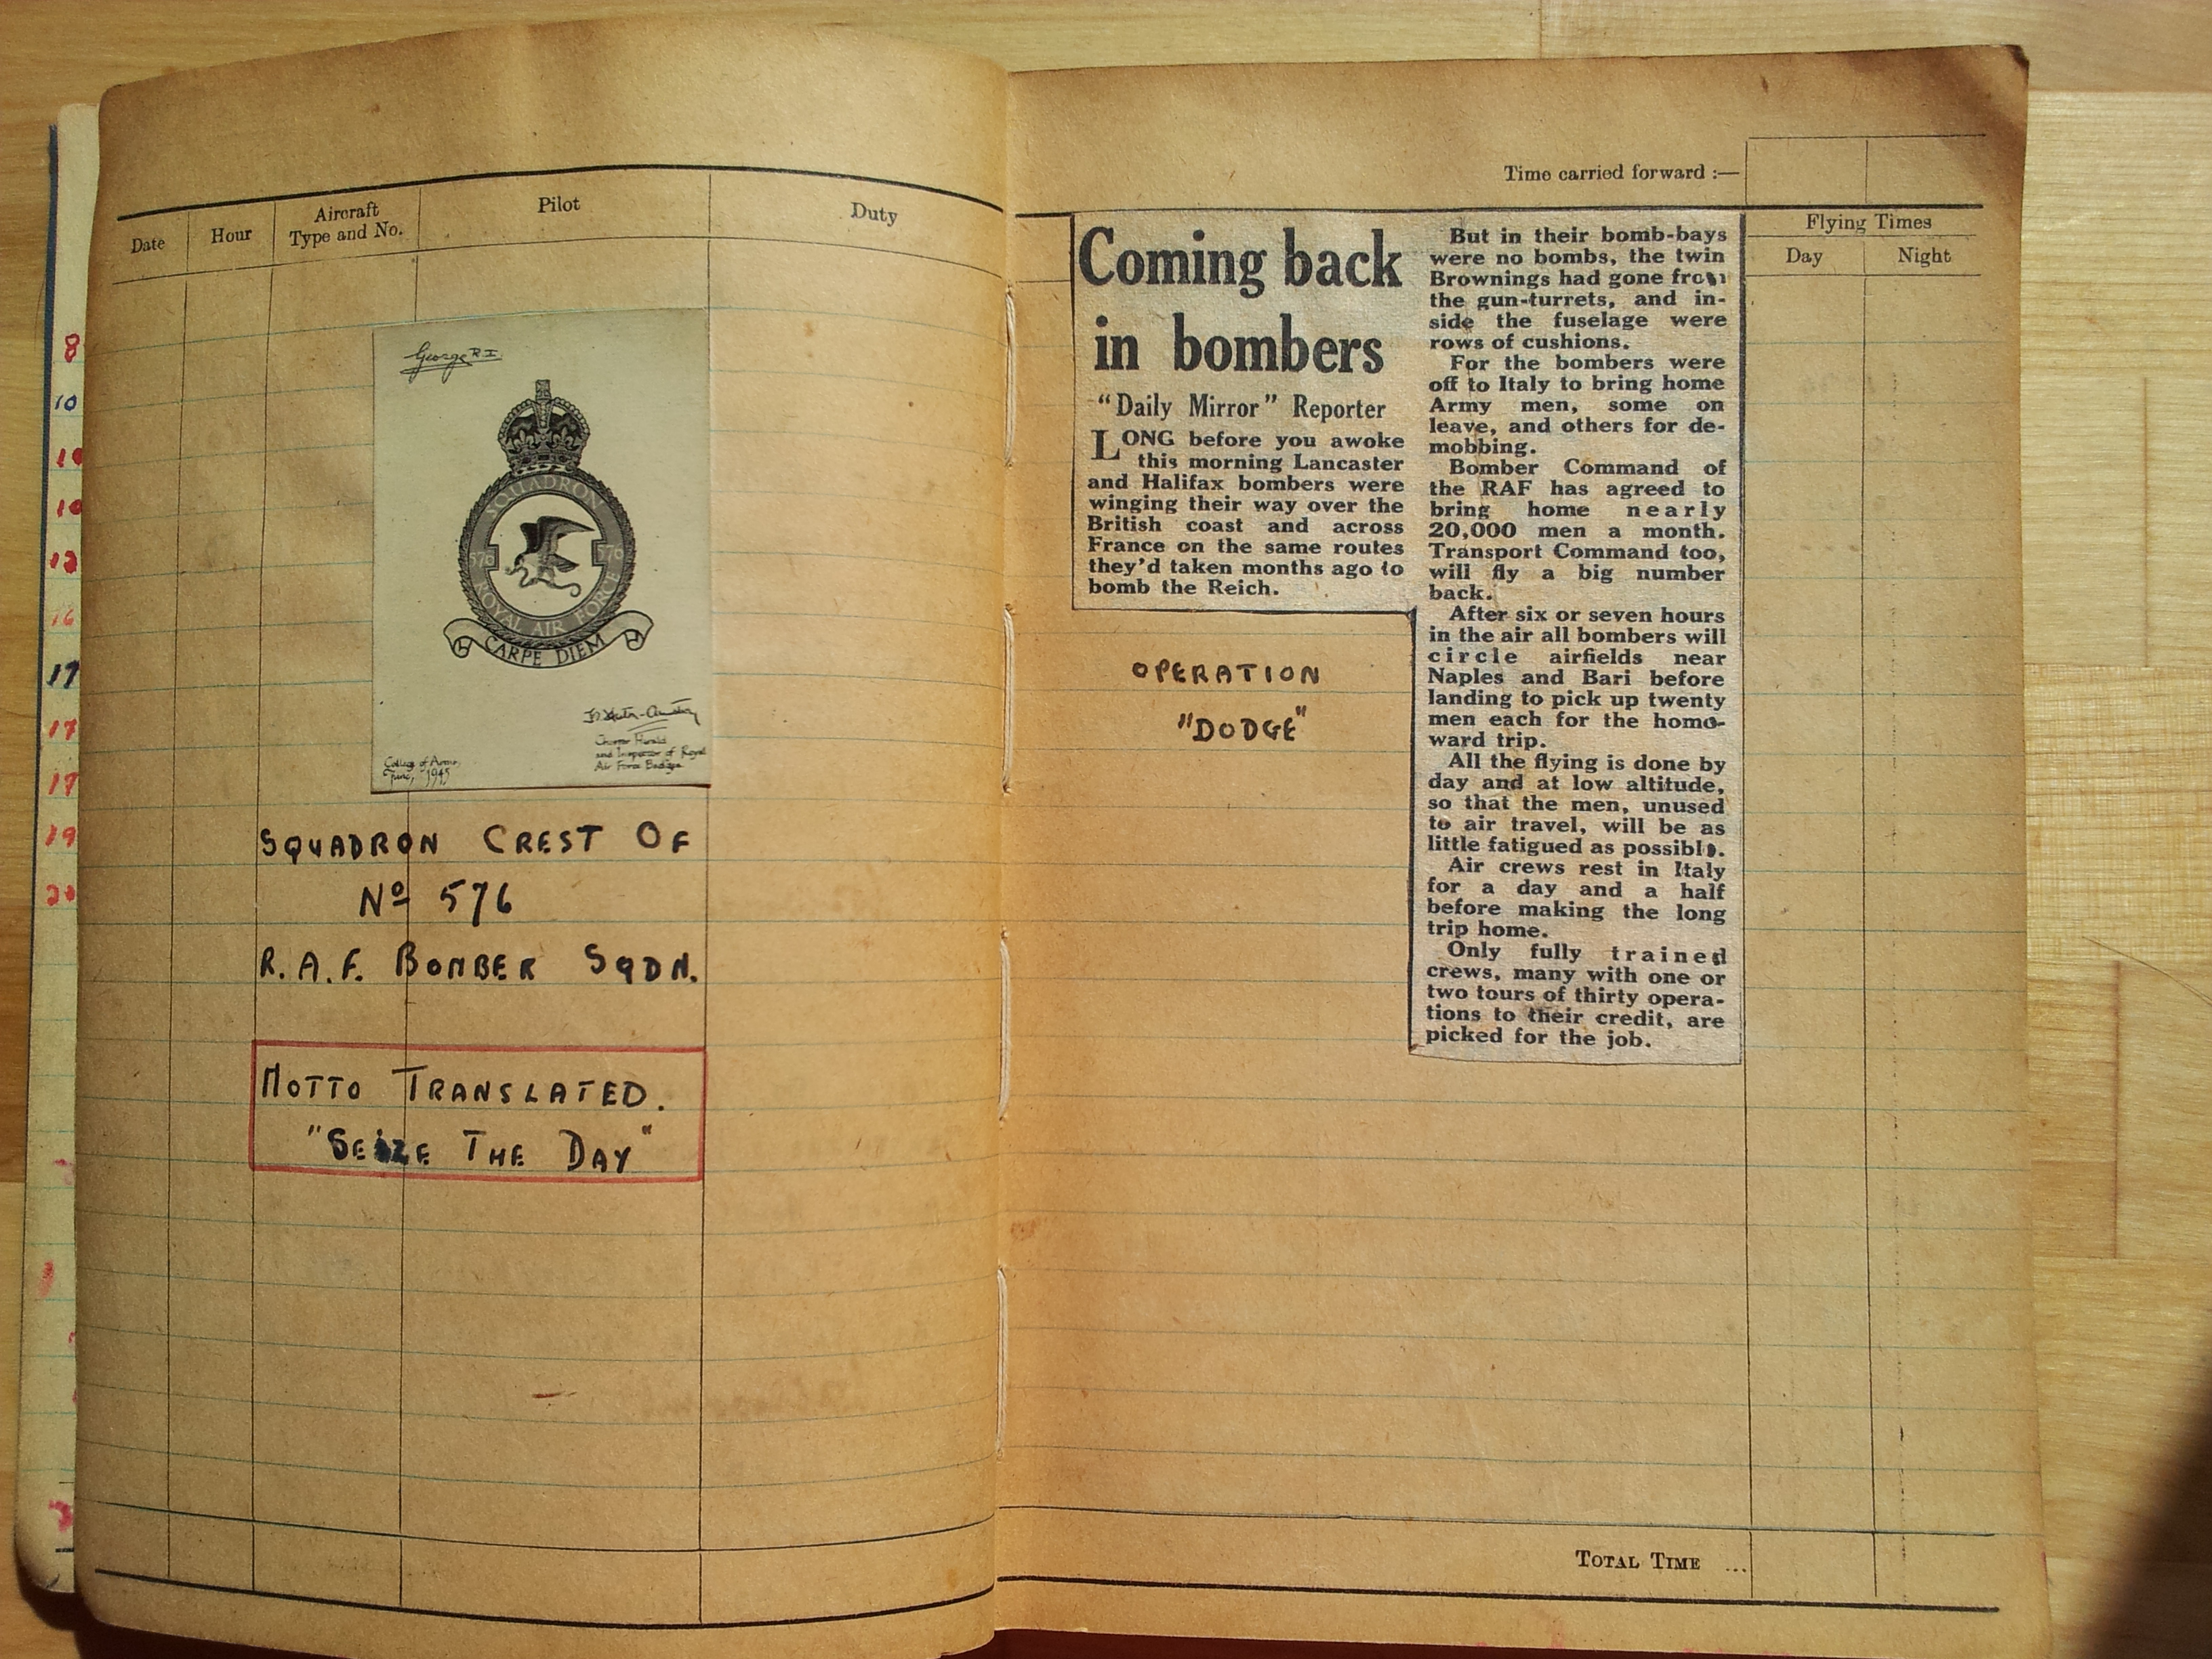 Date Hour Aircraft Type and No. Pilot Duty
George R.I.
SQUADRON
576 576
ROYAL AIR FORCE
CARPE DIEM
Chester Herald
and Inspector of Royal
Air Force Badges
College of Arms,
June, 1945
SQUADRON CREST OF
Nº 576
R.A.F. BOMBER SQDN.
MOTTO TRANSLATED.
"SEIZE THE DAY"
8
10
10
10
12
16
17
17
17
19
20
Time carried forward :—
Flying Times
Day Night
Coming back
in bombers
"Daily Mirror" Reporter
LONG before you awoke
this morning Lancaster
and Halifax bombers were
winging their way over the
British coast and across
France on the same routes
they'd taken months ago to
bomb the Reich.
But in their bomb-bays
were no bombs, the twin
Brownings had gone from
the gun-turrets, and in-
side the fuselage were
rows of cushions.
For the bombers were
off to Italy to bring home
Army men, some on
leave, and others for de-
mobbing.
Bomber Command of
the RAF has agreed to
bring home nearly
20,000 men a month.
Transport Command too,
will fly a big number
back.
After six or seven hours
in the air all bombers will
circle airfields near
Naples and Bari before
landing to pick up twenty
men each for the home-
ward trip.
All the flying is done by
day and at low altitude,
so that the men, unused
to air travel, will be as
little fatigued as possible.
Air crews rest in Italy
for a day and a half
before making the long
trip home.
Only fully trained
crews, many with one or
two tours of thirty opera-
tions to their credit, are
picked for the job.
OPERATION
"DODGE"
TOTAL TIME ...